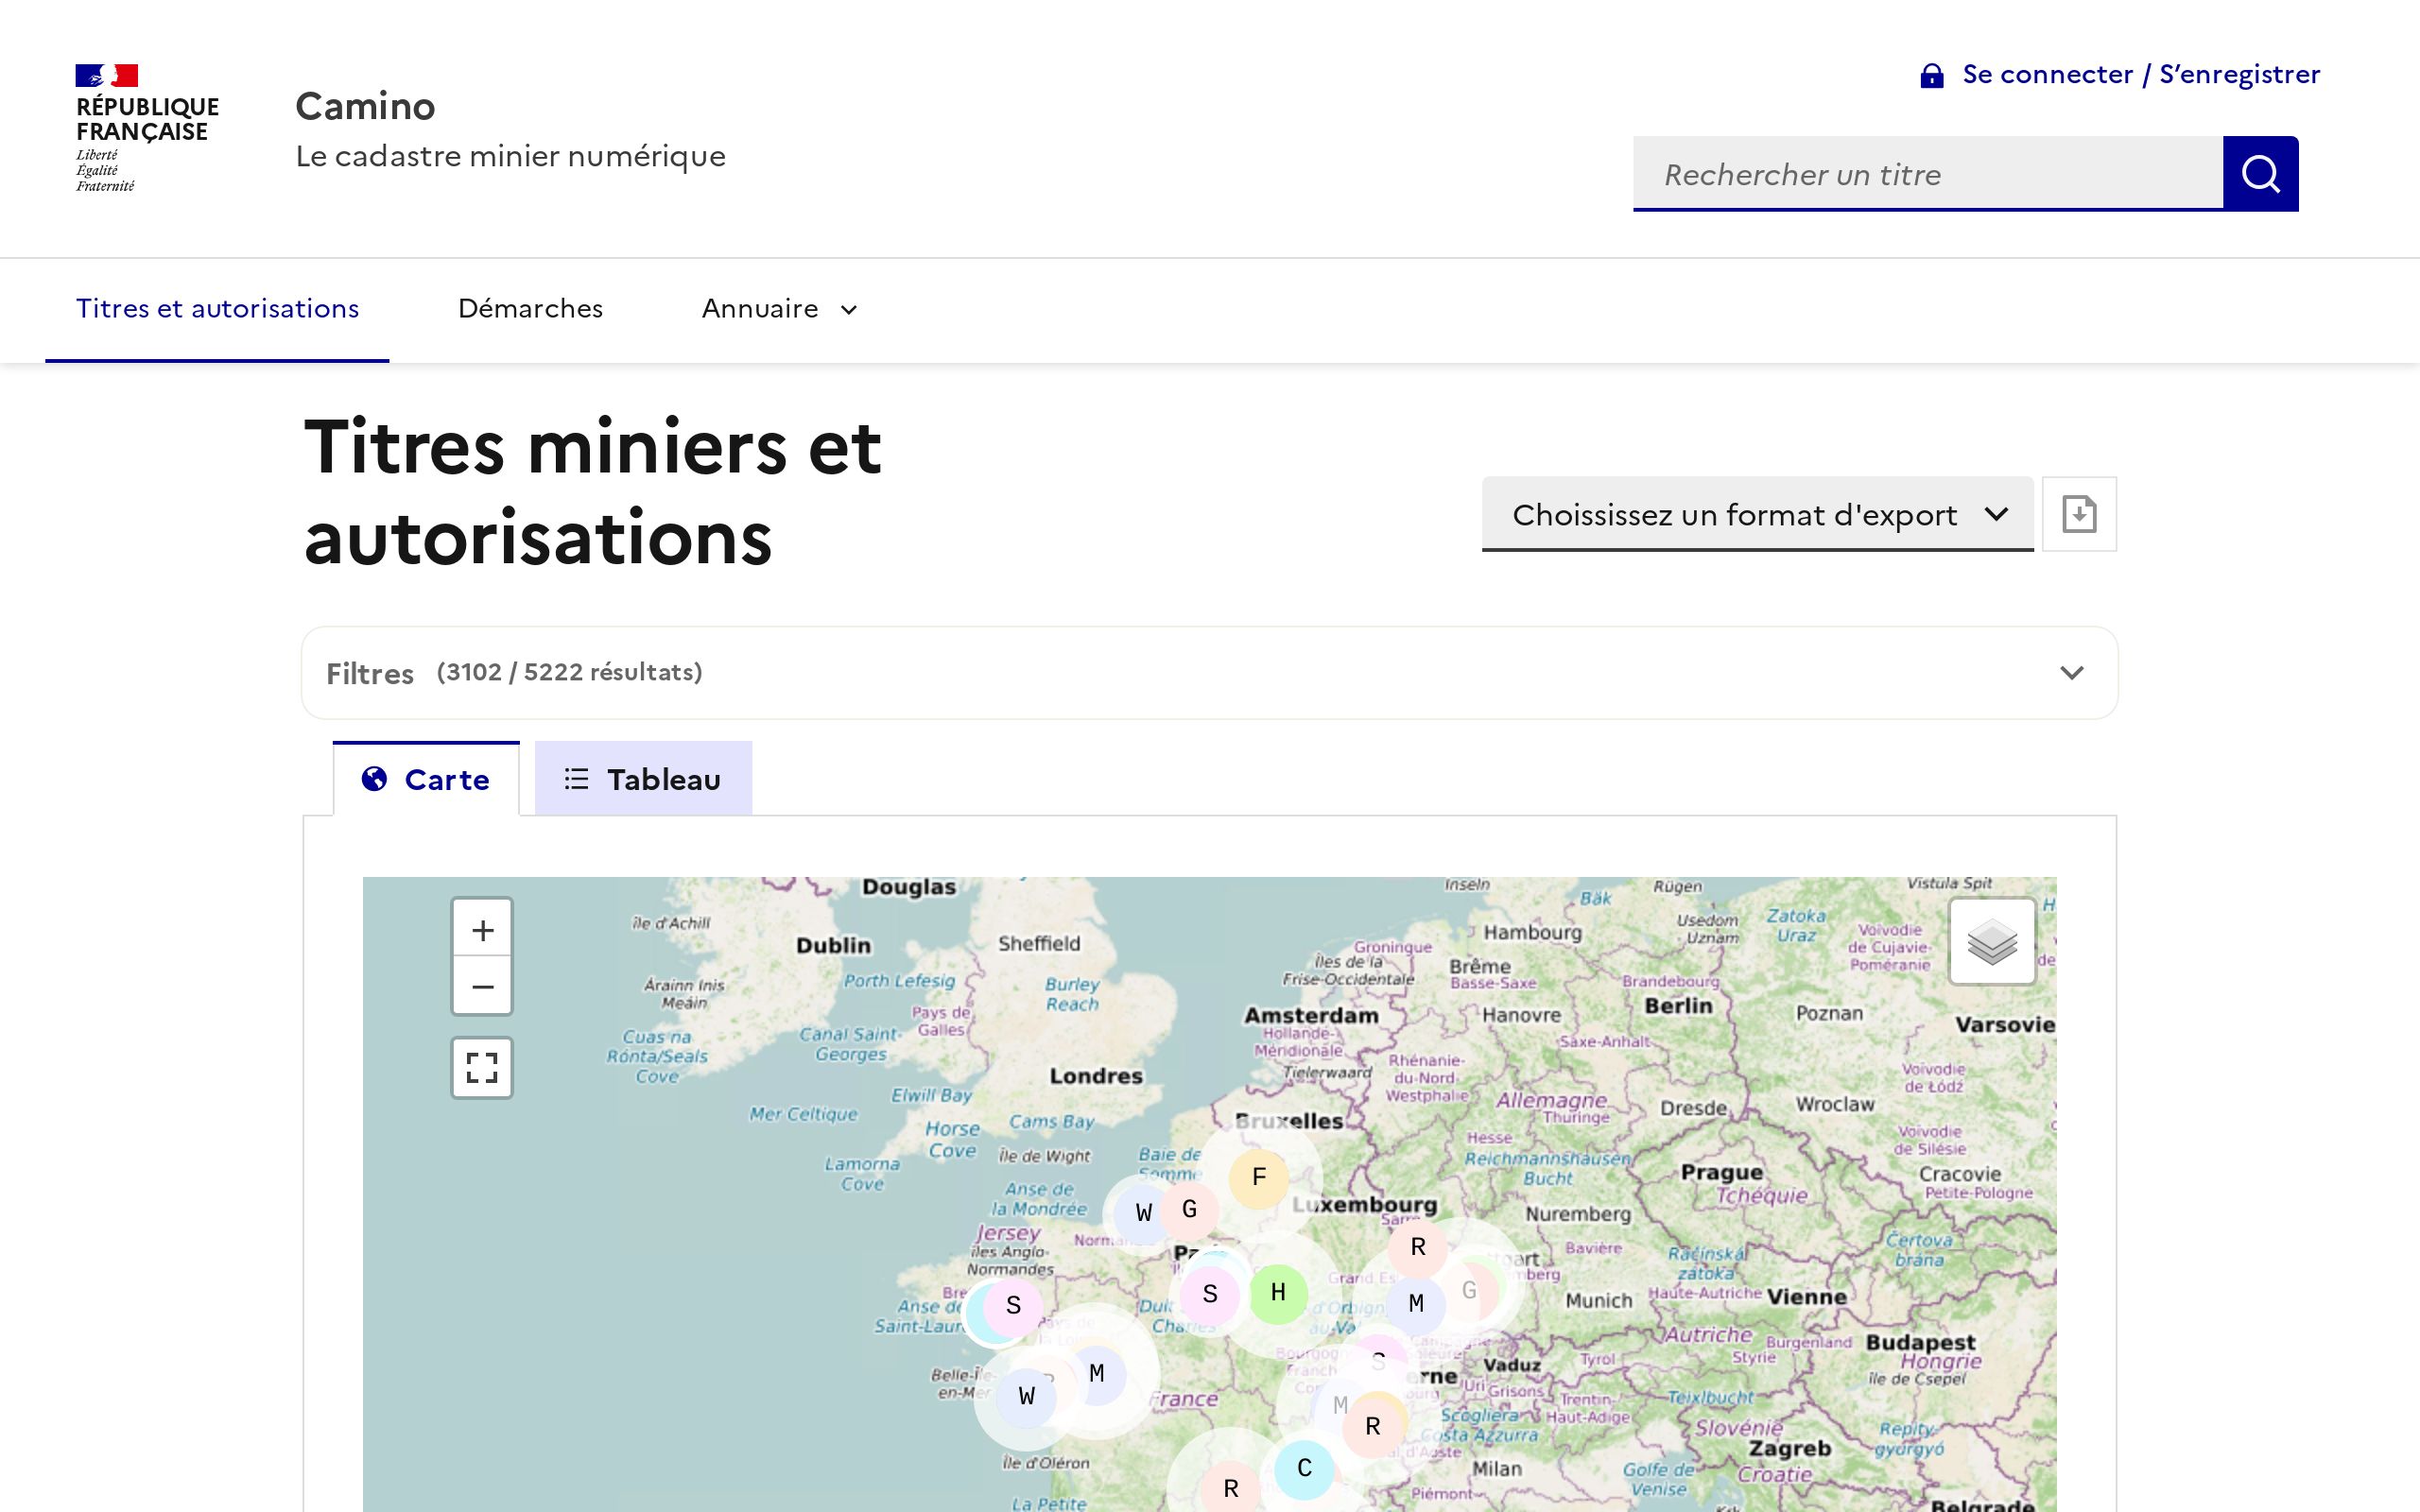 RÉPUBLIQUE
FRANÇAISE
Liberté
Égalité
Fraternité
Camino
Le cadastre minier numérique
Se connecter / S’enregistrer
Rechercher un titre
Titres et autorisations
Démarches
Annuaire
Titres miniers et
autorisations
Choississez un format d'export
Filtres (3102 / 5222 résultats)
Carte
Tableau
+
−
Douglas
île d'Achill
Dublin
Sheffield
Árainn Inis
Meáin
Porth Lefesig
Burley
Reach
Pays de
Galles
Cuas na
Rónta/Seals
Cove
Canal Saint-
Georges
Londres
Elwill Bay
Mer Celtique
Horse
Cove
Cams Bay
Île de Wight
Lamorna
Cove
Anse de
la Mondrée
Jersey
îles Anglo-
Normandes
Inseln
Bäk
Rügen
Vistula Spit
Usedom
Uznam
Zatoka
Uraz
Hambourg
Groningue
Îles de la
Frise-Occidentale
Brême
Basse-Saxe
Voïvodie
de Cujavie-
Poméranie
Brandebourg
Berlin
Amsterdam
Hollande-
Méridionale
Tielerwaard
Hanovre
Poznan
Varsovie
Saxe-Anhalt
Rhénanie-
du-Nord-
Westphalie
Voïvodie
de Łódź
Allemagne
Thuringe
Dresde
Wroclaw
Bruxelles
Hesse
Reichmannshausen
Bucht
Voïvodie
de Silésie
Prague
Tchéquie
Cracovie
Petite-Pologne
Baie de
Somme
Luxembourg
Nuremberg
Bavière
Račínská
zátoka
Čertova
brána
F
W
G
R
G
S
H
M
S
Munich
Haute-Autriche
Vienne
Autriche
Burgenland
Styrie
Budapest
Hongrie
île de Csepel
Vaduz
Tyrol
Uri
Grisons
Trentin-
Haut-Adige
Teixlbucht
Belle-Île-
en-Mer
W
M
France
S
M
R
Scogliera
Costa Azzurra
Slovénie
Zagreb
Croatie
Repity-
gyorgyó
Île d'Oléron
Milan
Golfe de
Venise
R
C
La Petite
Piémont
Belgrade